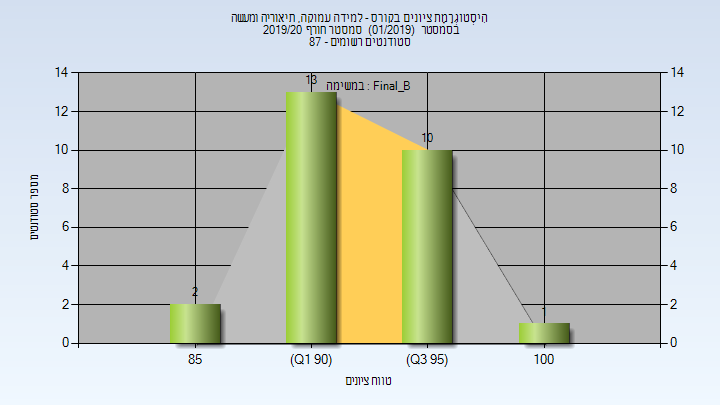 היסטוגרמת ציונים בקורס - למידה עמוקה, תיאוריה ומעשה
בסמסטר (01/2019) סמסטר חורף 2019/20
סטודנטים רשומים - 87
במשימה : Final_B
14 14
12 12
10 10
8 8
6 6
4 4
2 2
0 0
2
13
10
1
מספר סטודנטים
85 (Q1 90) (Q3 95) 100
טווח ציונים